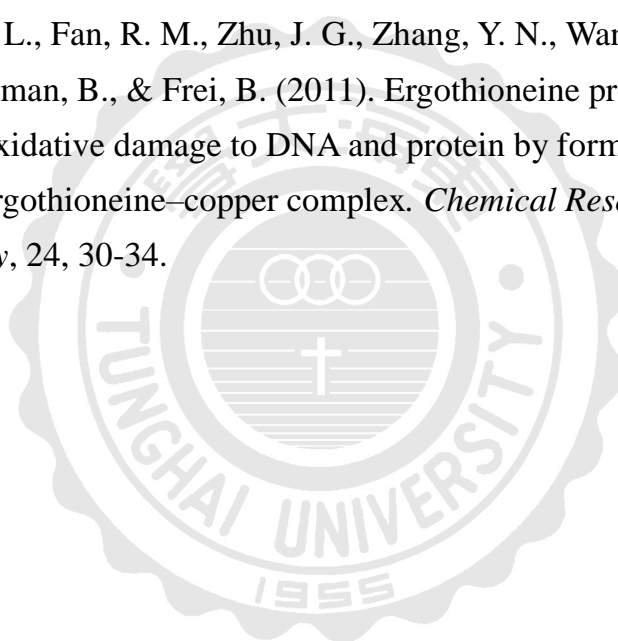 L., Fan, R. M., Zhu, J. G., Zhang, Y. N., Wan
man, B., & Frei, B. (2011). Ergothioneine pr
xidative damage to DNA and protein by form
rgothioneine–copper complex. Chemical Rese
y, 24, 30-34.
TUNGHAI UNIVERSITY
1955